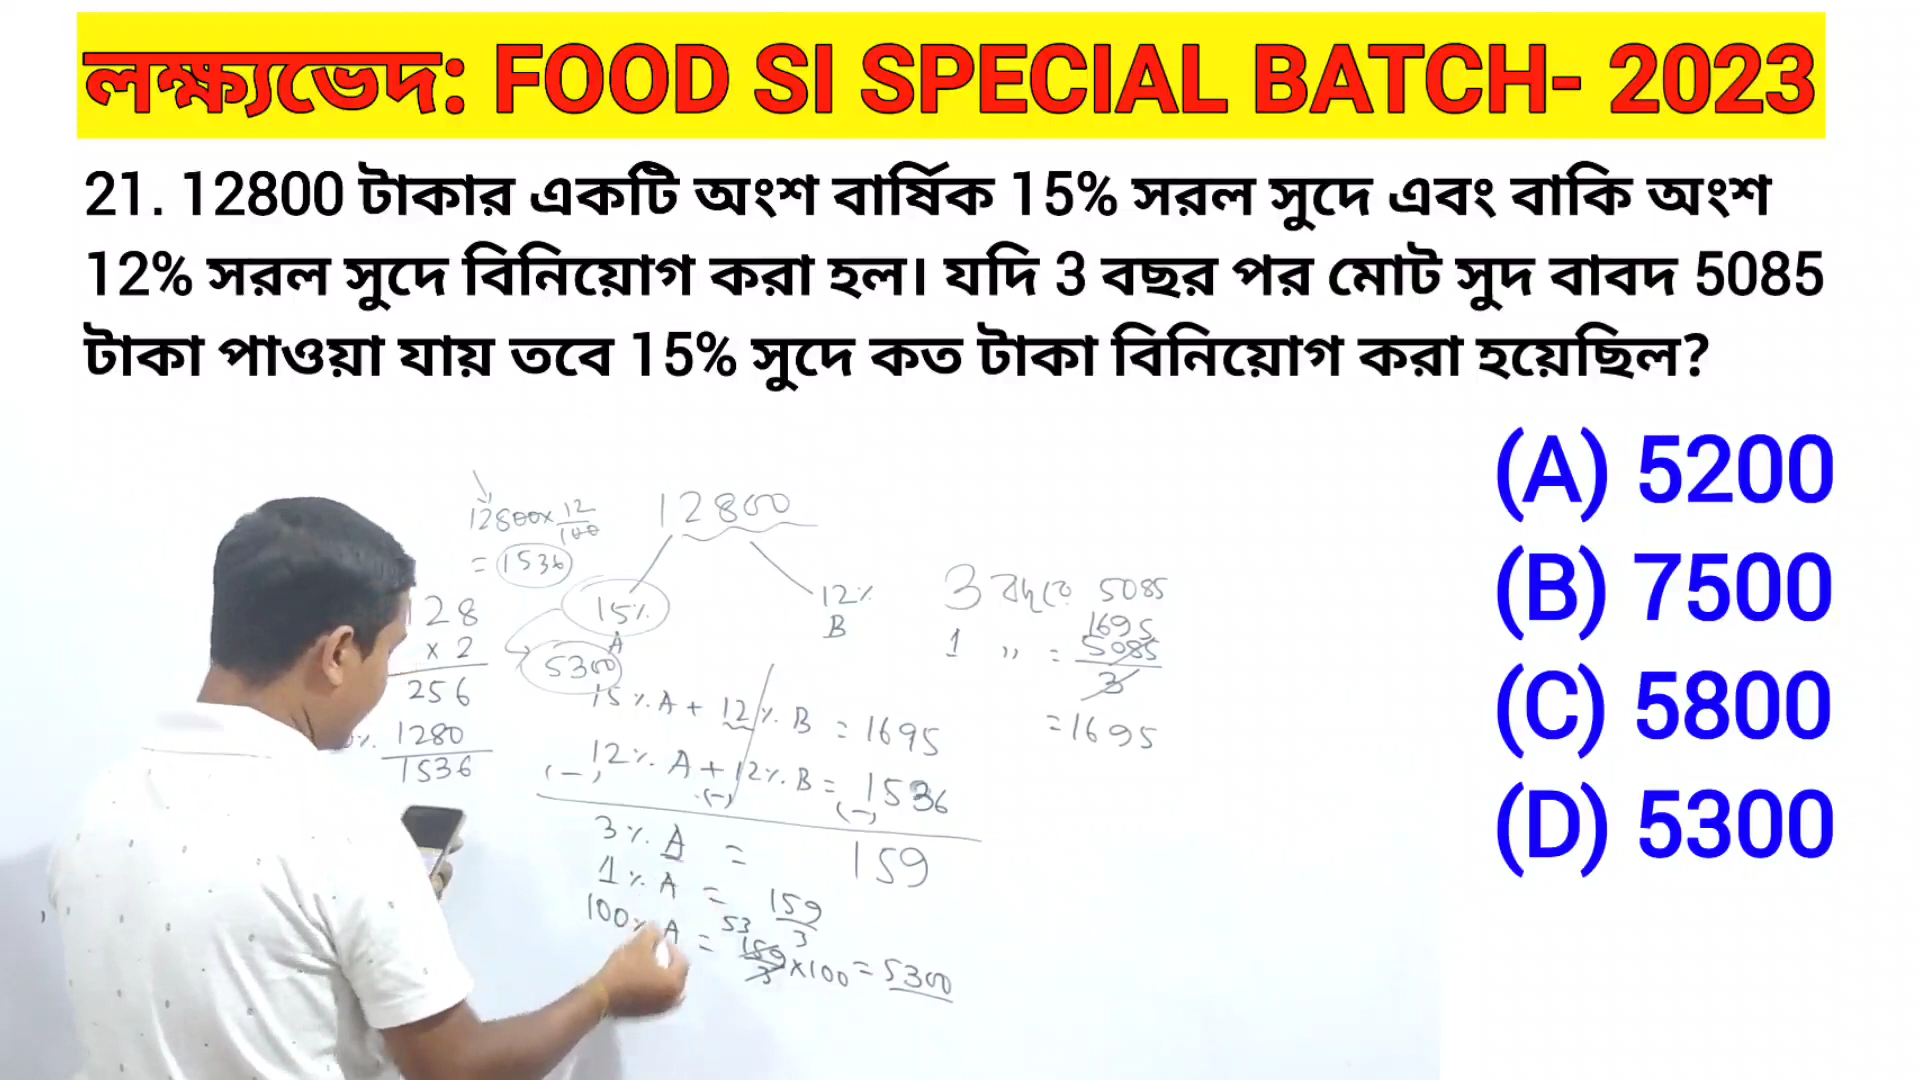 লক্ষ্যভেদ: FOOD SI SPECIAL BATCH- 2023
21. 12800 টাকার একটি অংশ বার্ষিক 15% সরল সুদে এবং বাকি অংশ
12% সরল সুদে বিনিয়োগ করা হল। যদি 3 বছর পর মোট সুদ বাবদ 5085
টাকা পাওয়া যায় তবে 15% সুদে কত টাকা বিনিয়োগ করা হয়েছিল?
(A) 5200
(B) 7500
(C) 5800
(D) 5300
12800 × 12/100
= 1536
128
× 2
256
1280
1536
12800
15%
A
5300
12%
B
15% A + 12% B = 1695
12% A + 12% B = 1536
(-) (-) (-)
3% A = 159
1% A = 159/3
100% A = 53 159/3 × 100 = 5300
3 বছরে 5085
1695
1 ,, = 5085/3
= 1695